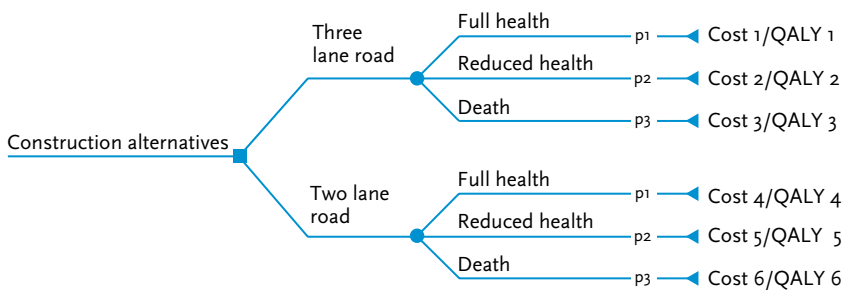 Three
lane road
Full health
p1
Cost 1/QALY 1
Reduced health
p2
Cost 2/QALY 2
Death
p3
Cost 3/QALY 3
Construction alternatives
Two lane
road
Full health
p1
Cost 4/QALY 4
Reduced health
p2
Cost 5/QALY 5
Death
p3
Cost 6/QALY 6